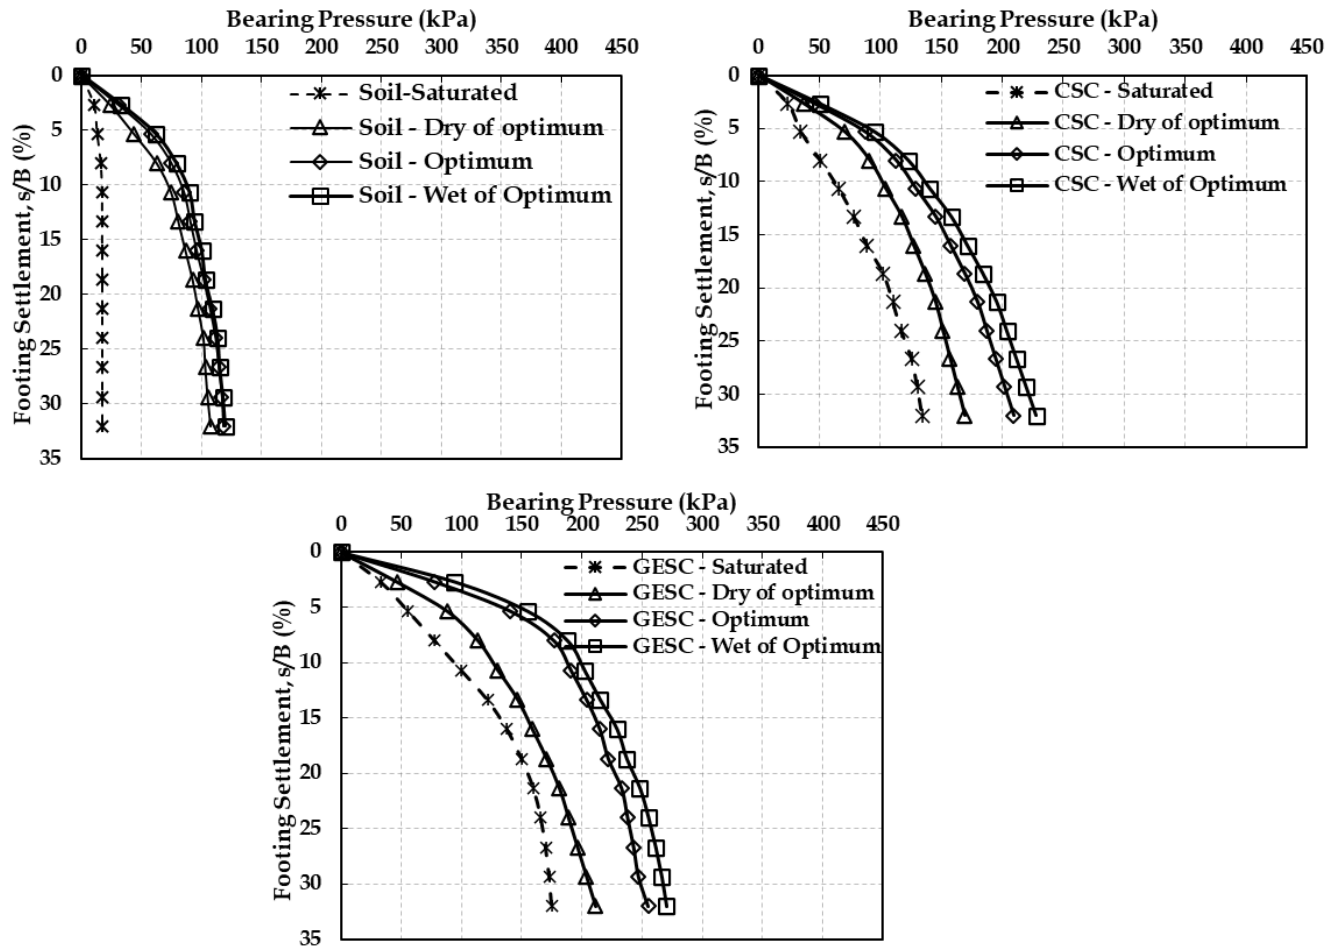 Bearing Pressure (kPa)
0 50 100 150 200 250 300 350 400 450
0
5
10
15
20
25
30
35
Footing Settlement, s/B (%)
Soil-Saturated
Soil - Dry of optimum
Soil - Optimum
Soil - Wet of Optimum
Bearing Pressure (kPa)
0 50 100 150 200 250 300 350 400 450
0
5
10
15
20
25
30
35
Footing Settlement, s/B (%)
CSC - Saturated
CSC - Dry of optimum
CSC - Optimum
CSC - Wet of Optimum
Bearing Pressure (kPa)
0 50 100 150 200 250 300 350 400 450
0
5
10
15
20
25
30
35
Footing Settlement, s/B (%)
GESC - Saturated
GESC - Dry of optimum
GESC - Optimum
GESC - Wet of Optimum